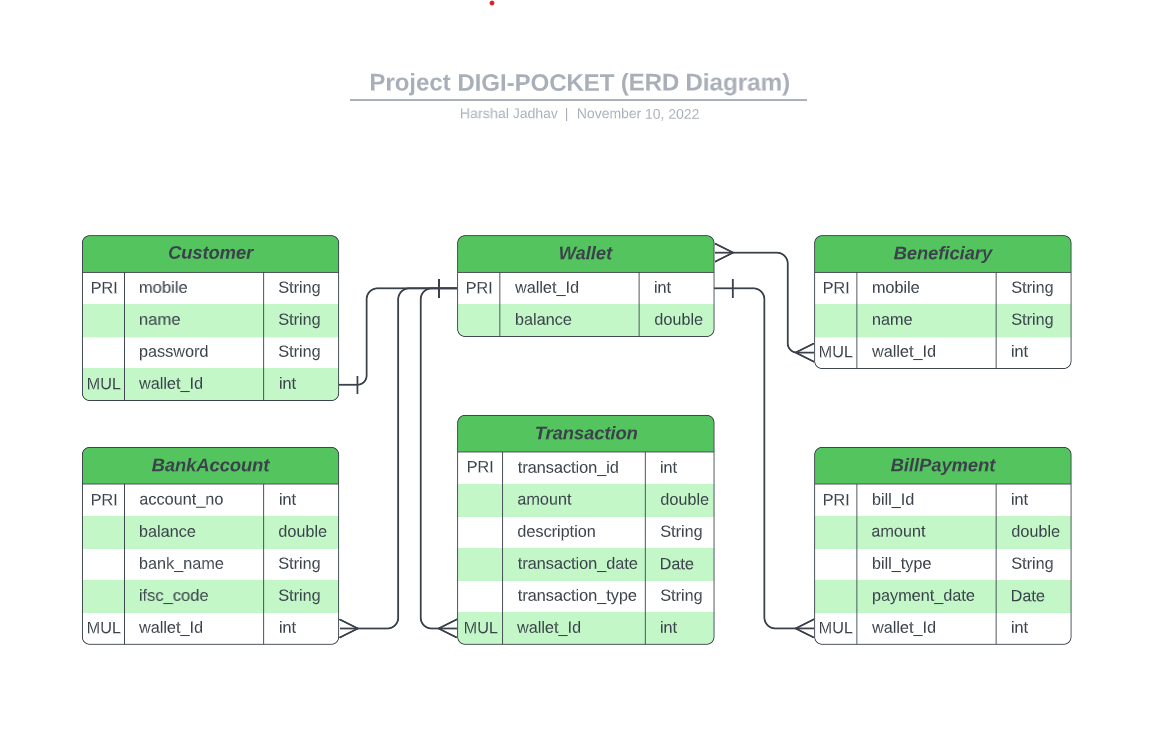 Project DIGI-POCKET (ERD Diagram)
Harshal Jadhav | November 10, 2022
Customer
PRI mobile String
name String
password String
MUL wallet_Id int
Wallet
PRI wallet_Id int
balance double
Beneficiary
PRI mobile String
name String
MUL wallet_Id int
BankAccount
PRI account_no int
balance double
bank_name String
ifsc_code String
MUL wallet_Id int
Transaction
PRI transaction_id int
amount double
description String
transaction_date Date
transaction_type String
MUL wallet_Id int
BillPayment
PRI bill_Id int
amount double
bill_type String
payment_date Date
MUL wallet_Id int